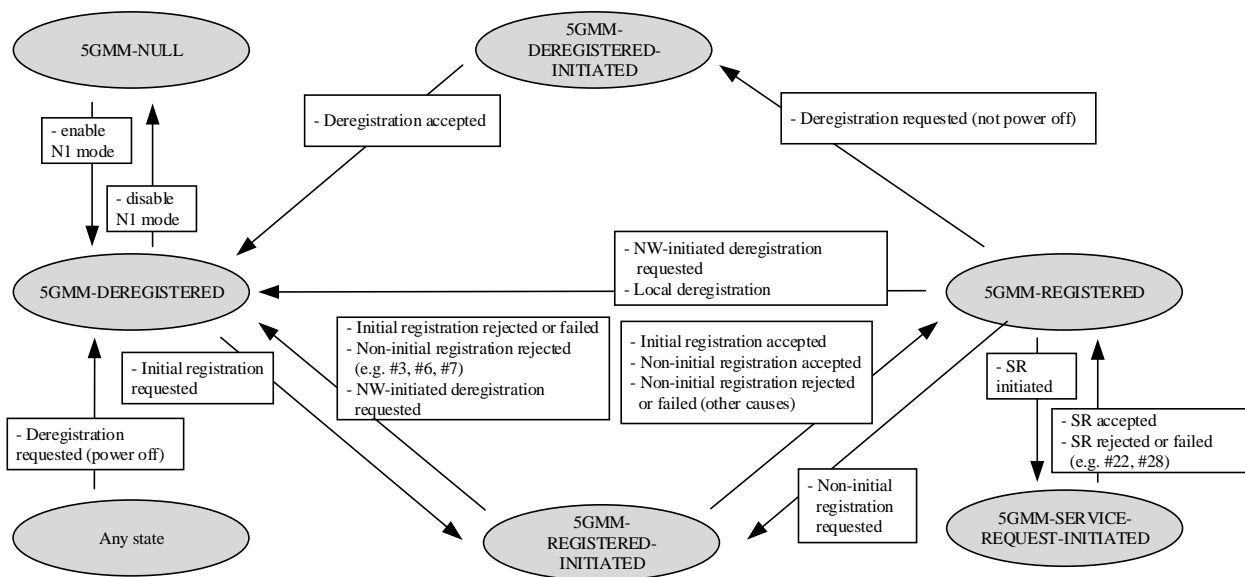 5GMM-NULL
5GMM-
DEREGISTERED-
INITIATED
- enable
N1 mode
- Deregistration accepted
- Deregistration requested (not power off)
- disable
N1 mode
- NW-initiated deregistration
requested
- Local deregistration
5GMM-DEREGISTERED
5GMM-REGISTERED
- Initial registration
requested
- Initial registration rejected or failed
- Non-initial registration rejected
(e.g. #3, #6, #7)
- NW-initiated deregistration
requested
- Initial registration accepted
- Non-initial registration accepted
- Non-initial registration rejected
or failed (other causes)
- SR
initiated
- Deregistration
requested (power off)
- SR accepted
- SR rejected or failed
(e.g. #22, #28)
- Non-initial
registration
requested
Any state
5GMM-
REGISTERED-
INITIATED
5GMM-SERVICE-
REQUEST-INITIATED